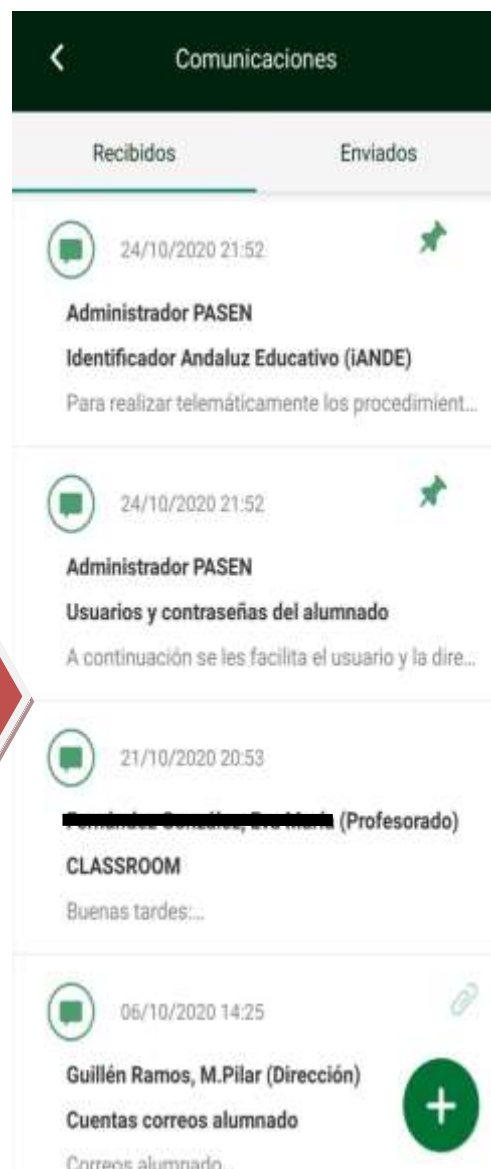 Comunicaciones
Recibidos Enviados
24/10/2020 21:52
Administrador PASEN
Identificador Andaluz Educativo (iANDE)
Para realizar telemáticamente los procedimient...
24/10/2020 21:52
Administrador PASEN
Usuarios y contraseñas del alumnado
A continuación se les facilita el usuario y la dire...
21/10/2020 20:53
(Profesorado)
CLASSROOM
Buenas tardes:...
06/10/2020 14:25
Guillén Ramos, M.Pilar (Dirección)
Cuentas correos alumnado
Correos alumnado...